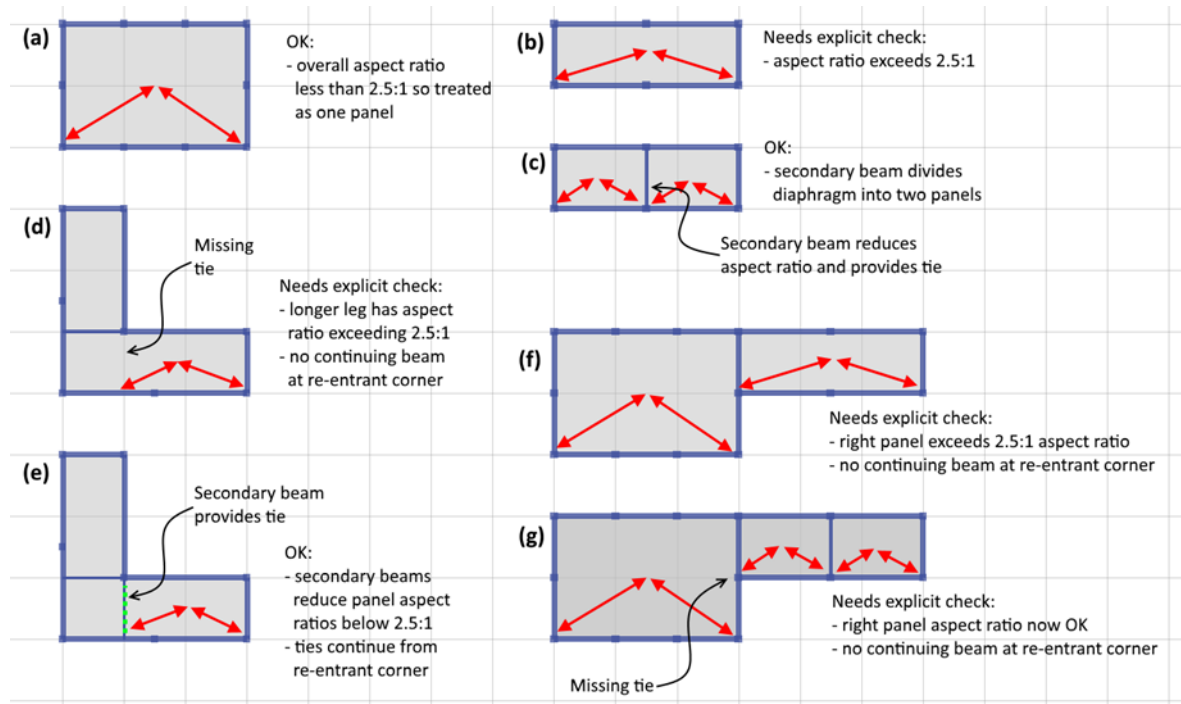 (a)
OK:
- overall aspect ratio
less than 2.5:1 so treated
as one panel
(b)
Needs explicit check:
- aspect ratio exceeds 2.5:1
(c)
OK:
- secondary beam divides
diaphragm into two panels
Secondary beam reduces
aspect ratio and provides tie
(d)
Missing
tie
Needs explicit check:
- longer leg has aspect
ratio exceeding 2.5:1
- no continuing beam
at re-entrant corner
(e)
Secondary beam
provides tie
OK:
- secondary beams
reduce panel aspect
ratios below 2.5:1
- ties continue from
re-entrant corner
(f)
Needs explicit check:
- right panel exceeds 2.5:1 aspect ratio
- no continuing beam at re-entrant corner
(g)
Needs explicit check:
- right panel aspect ratio now OK
- no continuing beam at re-entrant corner
Missing tie